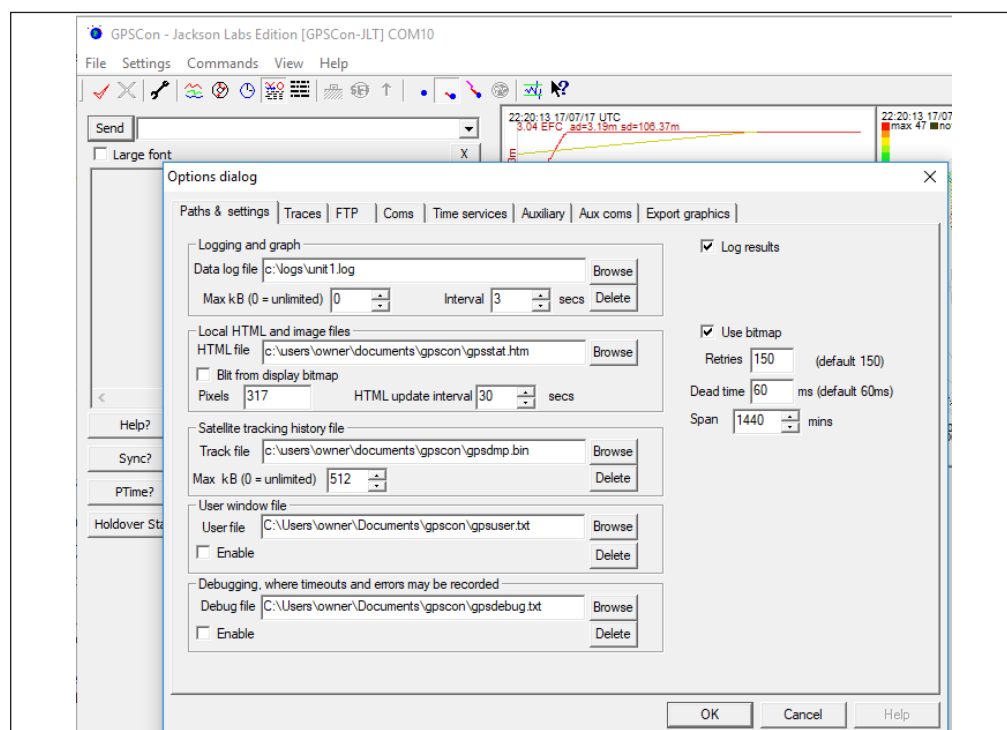 GPSCon - Jackson Labs Edition [GPSCon-JLT] COM10
File Settings Commands View Help
Send
Large font X
22:20:13 17/07/17 UTC
3.04 EFC ad=3.19m sd=106.37m
22:20:13 17/07
max 47 no
Options dialog
Paths & settings Traces FTP Coms Time services Auxiliary Aux coms Export graphics
Logging and graph
Log results
Data log file c:\logs\unit1.log Browse
Max kB (0 = unlimited) 0 Interval 3 secs Delete
Local HTML and image files
Use bitmap
HTML file c:\users\owner\documents\gpscon\gpsstat.htm Browse
Retries 150 (default 150)
Blit from display bitmap
Pixels 317 HTML update interval 30 secs
Dead time 60 ms (default 60ms)
Span 1440 mins
Satellite tracking history file
Track file c:\users\owner\documents\gpscon\gpsdmp.bin Browse
Max kB (0 = unlimited) 512 Delete
User window file
User file C:\Users\owner\Documents\gpscon\gpsuser.txt Browse
Enable Delete
Debugging, where timeouts and errors may be recorded
Debug file C:\Users\owner\Documents\gpscon\gpsdebug.txt Browse
Enable Delete
Help?
Sync?
PTime?
Holdover Sta
OK Cancel Help